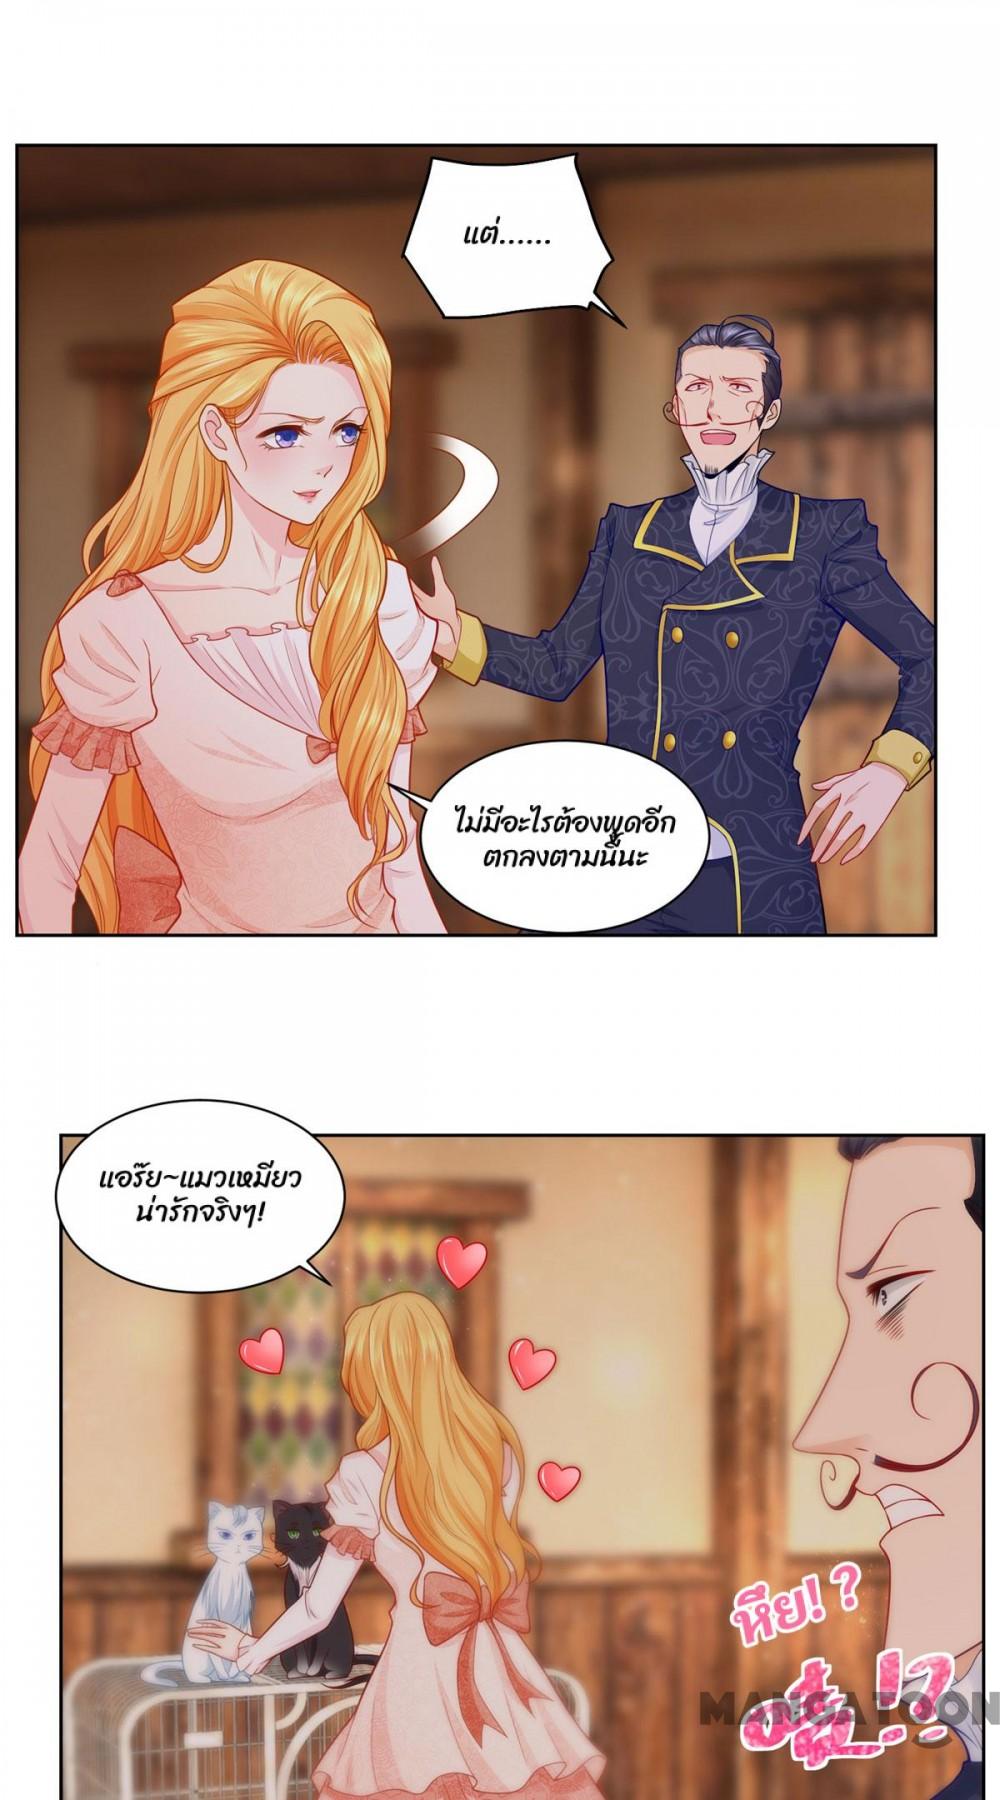 แต่......
ไม่มีอะไรต้องพูดอีก
ตกลงตามนี้นะ
แอร๊ย~แมวเหมียว
น่ารักจริงๆ!
หึย! ?
MANGATOON